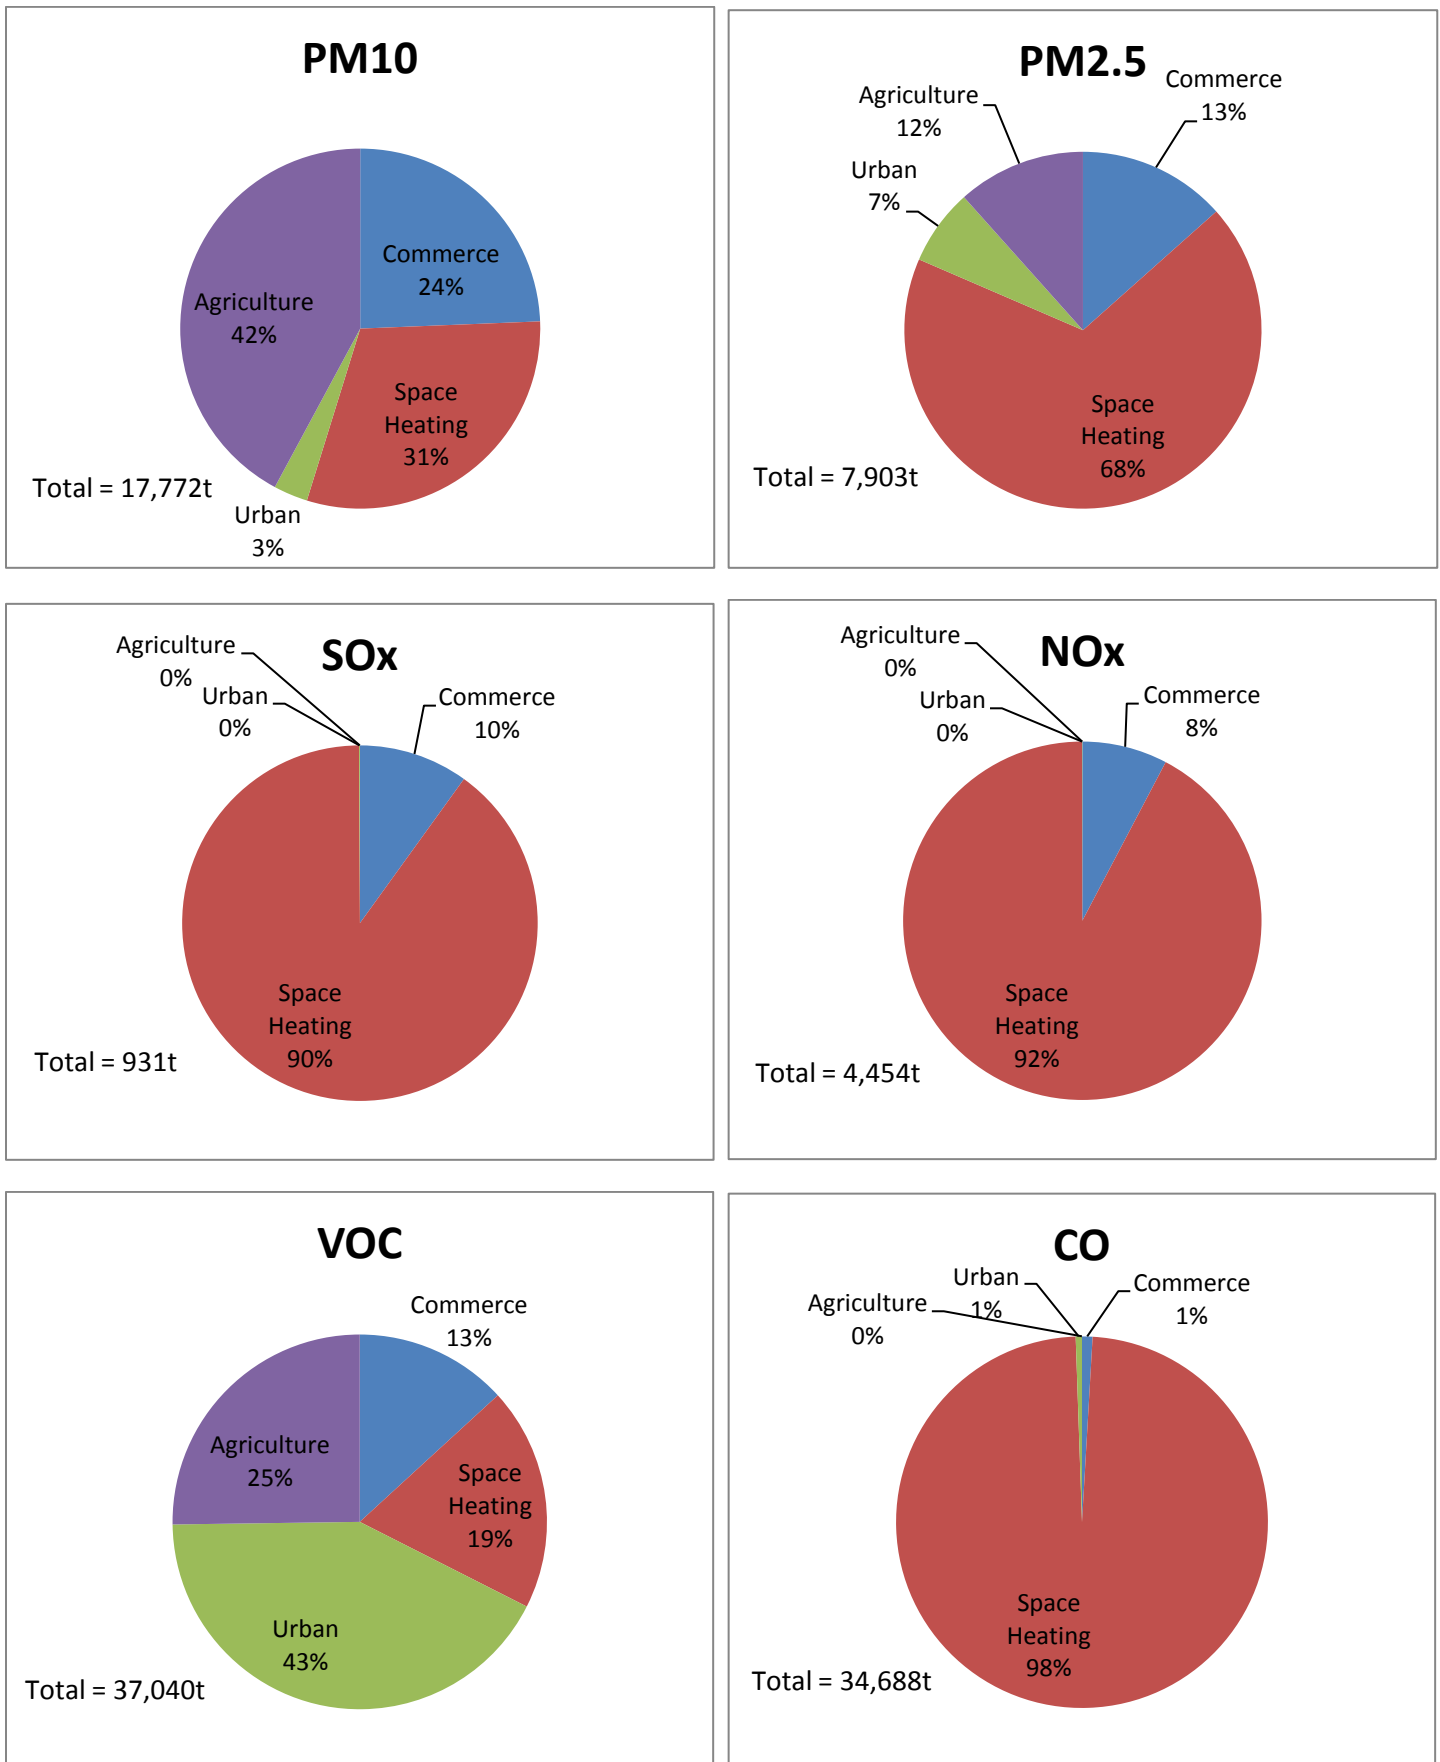 PM10
Commerce
24%
Agriculture
42%
Space
Heating
31%
Total = 17,772t
Urban
3%
PM2.5
Commerce
13%
Agriculture
12%
Urban
7%
Space
Heating
68%
Total = 7,903t
SOx
Agriculture
0%
Urban
0%
Commerce
10%
Space
Heating
90%
Total = 931t
NOx
Agriculture
0%
Urban
0%
Commerce
8%
Space
Heating
92%
Total = 4,454t
VOC
Commerce
13%
Agriculture
25%
Space
Heating
19%
Urban
43%
Total = 37,040t
CO
Urban
1%
Commerce
1%
Agriculture
0%
Space
Heating
98%
Total = 34,688t